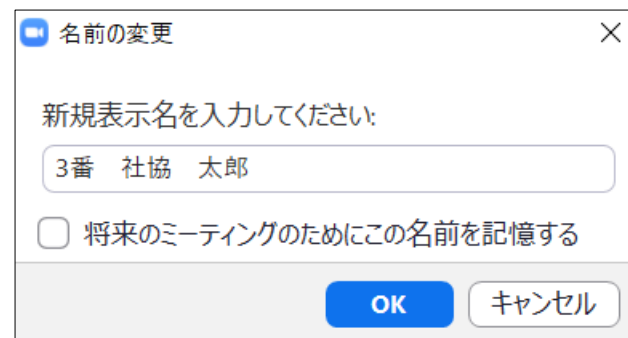 名前の変更
新規表示名を入力してください:
3番　社協　太郎
将来のミーティングのためにこの名前を記憶する
OK
キャンセル